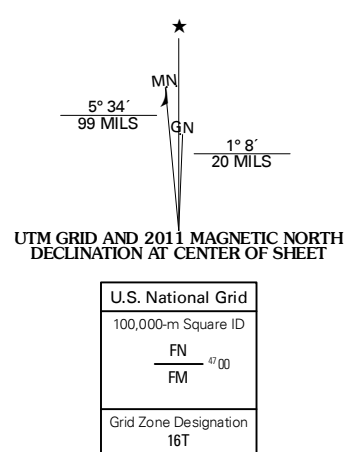 MN
5° 34´
99 MILS
GN
1° 8´
20 MILS
UTM GRID AND 2011 MAGNETIC NORTH
DECLINATION AT CENTER OF SHEET
U.S. National Grid
100,000-m Square ID
FN
4700
FM
Grid Zone Designation
16T